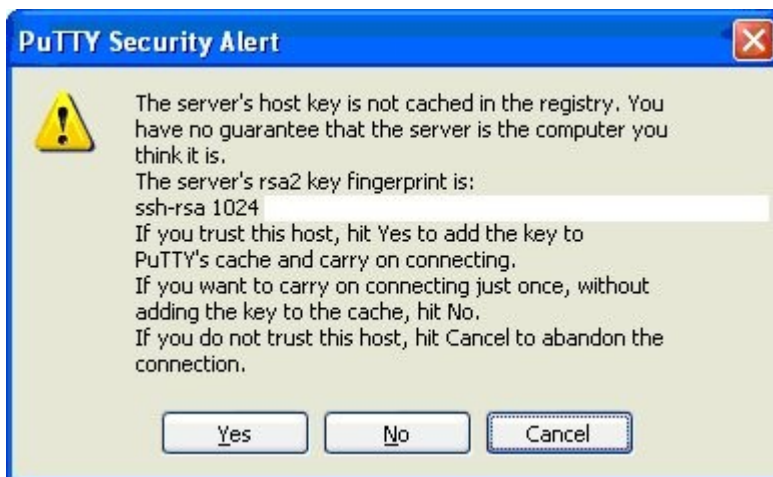 PuTTY Security Alert
The server's host key is not cached in the registry. You
have no guarantee that the server is the computer you
think it is.
The server's rsa2 key fingerprint is:
ssh-rsa 1024
If you trust this host, hit Yes to add the key to
PuTTY's cache and carry on connecting.
If you want to carry on connecting just once, without
adding the key to the cache, hit No.
If you do not trust this host, hit Cancel to abandon the
connection.
Yes No Cancel